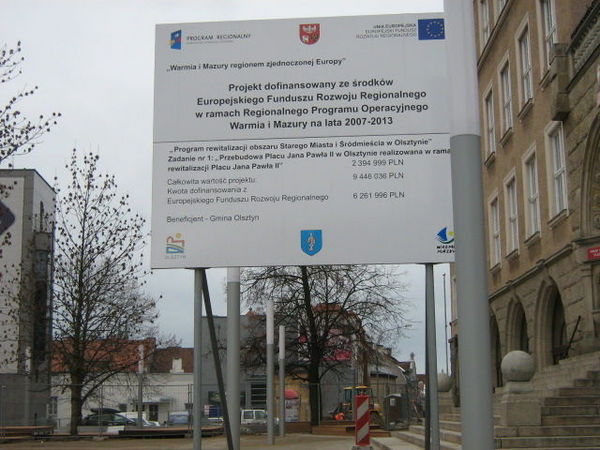 PROGRAM REGIONALNY
UNIA EUROPEJSKA
EUROPEJSKI FUNDUSZ
ROZWOJU REGIONALNEGO
„Warmia i Mazury regionem zjednoczonej Europy"
Projekt dofinansowany ze środków
Europejskiego Funduszu Rozwoju Regionalnego
w ramach Regionalnego Programu Operacyjnego
Warmia i Mazury na lata 2007-2013
„Program rewitalizacji obszaru Starego Miasta i Śródmieścia w Olsztynie"
Zadanie nr 1: „Przebudowa Placu Jana Pawła II w Olsztynie realizowana w rama
rewitalizacji Placu Jana Pawła II"
2 394 999 PLN
Całkowita wartość projektu: 9 446 036 PLN
Kwota dofinansowania z
Europejskiego Funduszu Rozwoju Regionalnego 6 261 996 PLN
Beneficjent - Gmina Olsztyn
OLSZTYN